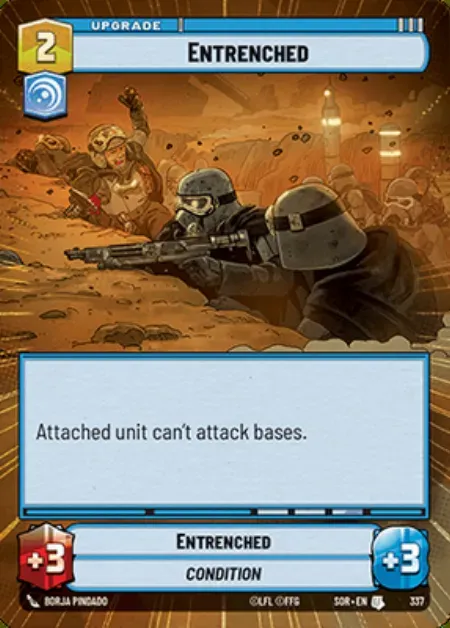 UPGRADE
2
ENTRENCHED
Attached unit can't attack bases.
+3
ENTRENCHED
+3
CONDITION
BORJA PINDADO
©LFL ©FFG
SOR • EN
337